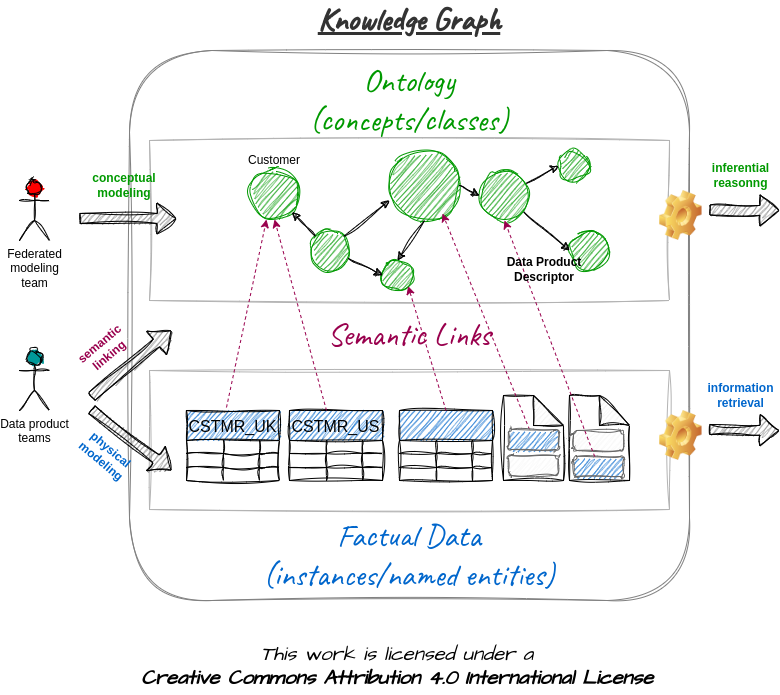 Knowledge Graph
Ontology
(concepts/classes)
Customer
conceptual
modeling
inferential
reasonng
Federated
modeling
team
Data Product
Descriptor
Semantic Links
semantic
linking
Data product
teams
physical
modeling
CSTMR_UK
CSTMR_US
information
retrieval
Factual Data
(instances/named entities)
This work is licensed under a
Creative Commons Attribution 4.0 International License